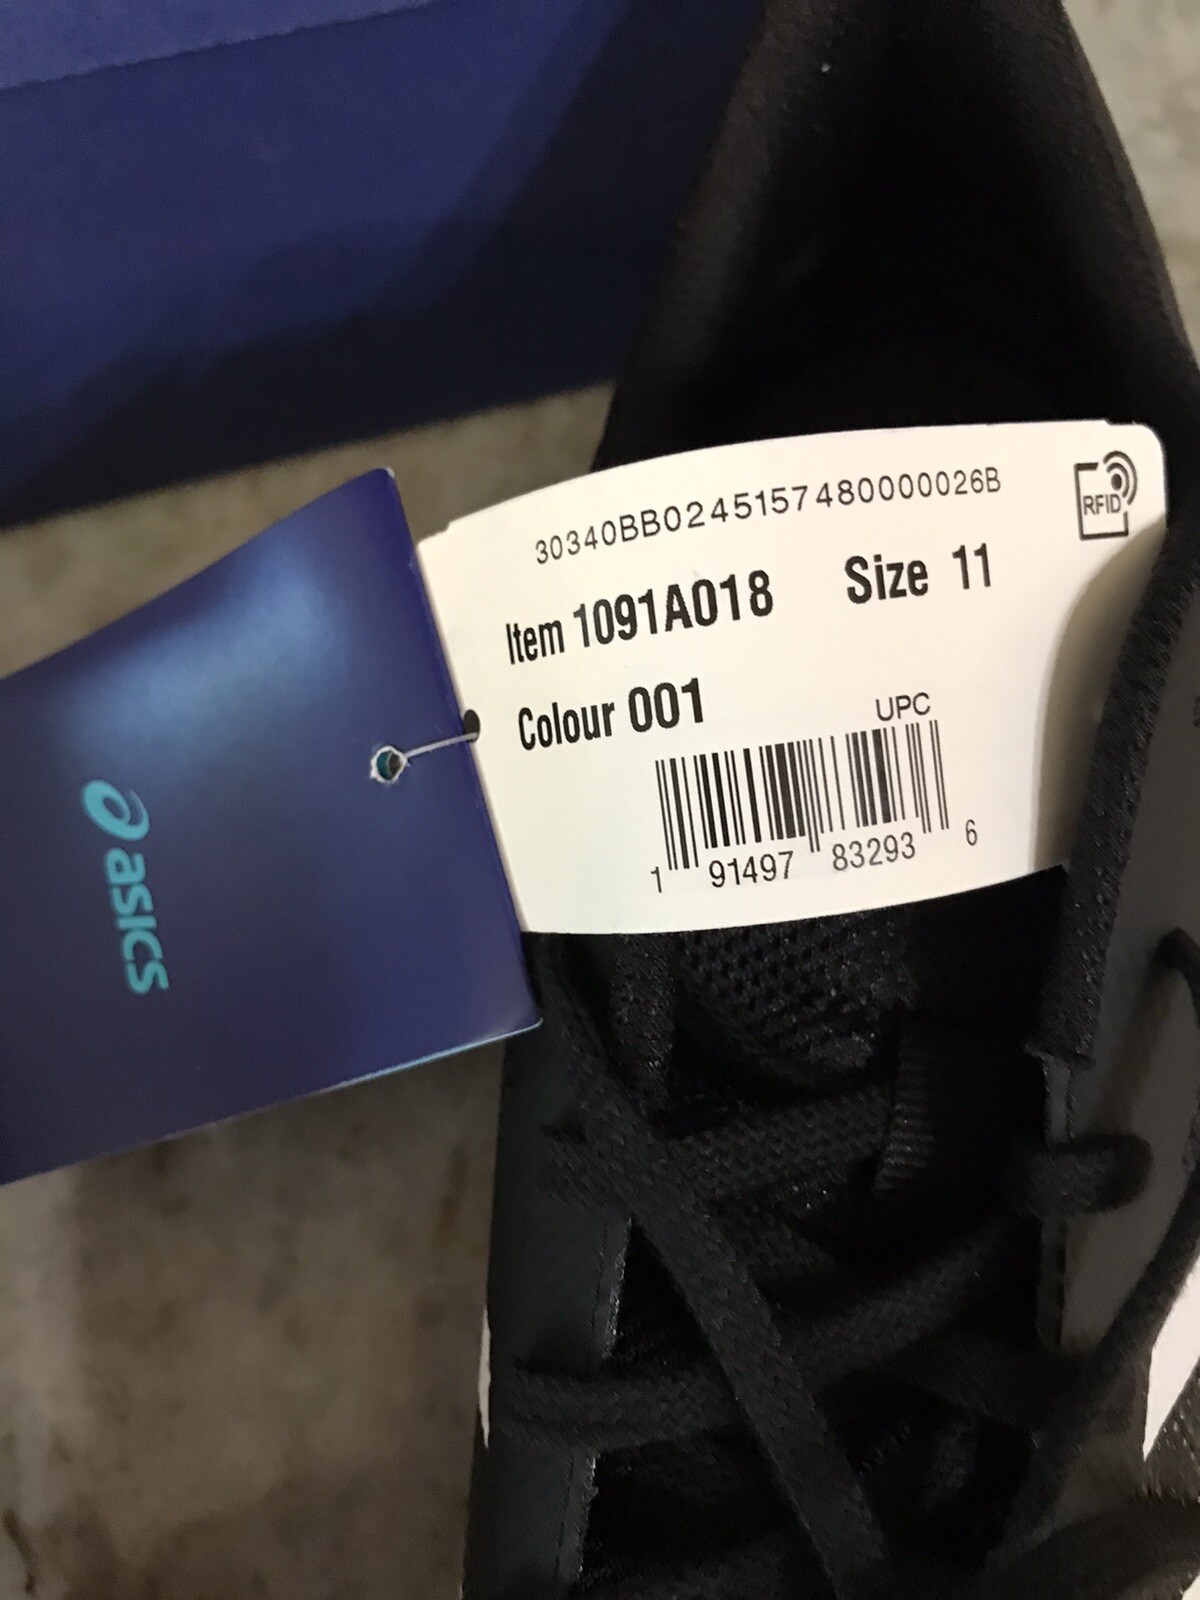 30340BB0245157480000026B
RFID
Item 1091A018 Size 11
Colour 001
UPC
1 91497 83293 6
asics